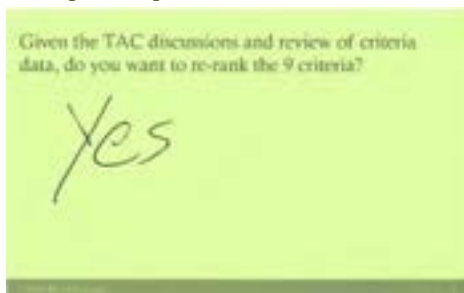 Given the TAC discussions and review of criteria
data, do you want to re-rank the 9 criteria?
Yes